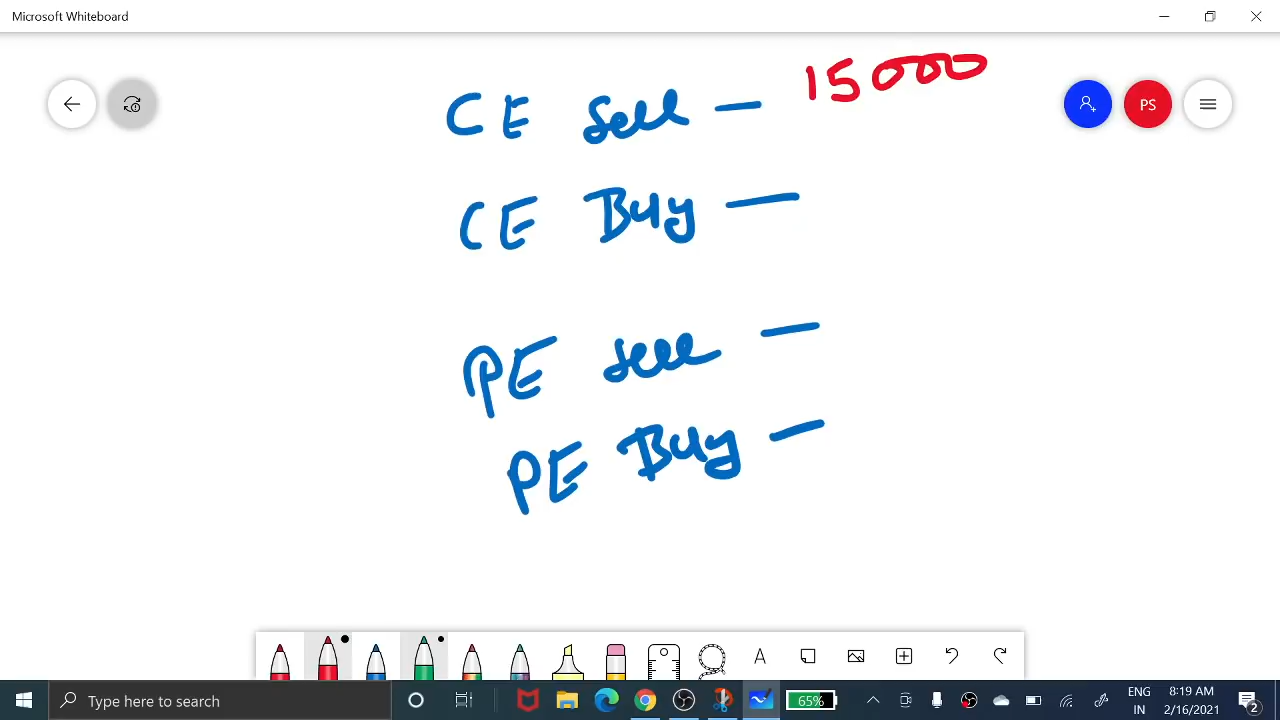 Microsoft Whiteboard
CE Sell — 15000
PS
CE Buy —
PE Sell —
PE Buy —
A
Type here to search
65%
ENG
IN
8:19 AM
2/16/2021
2